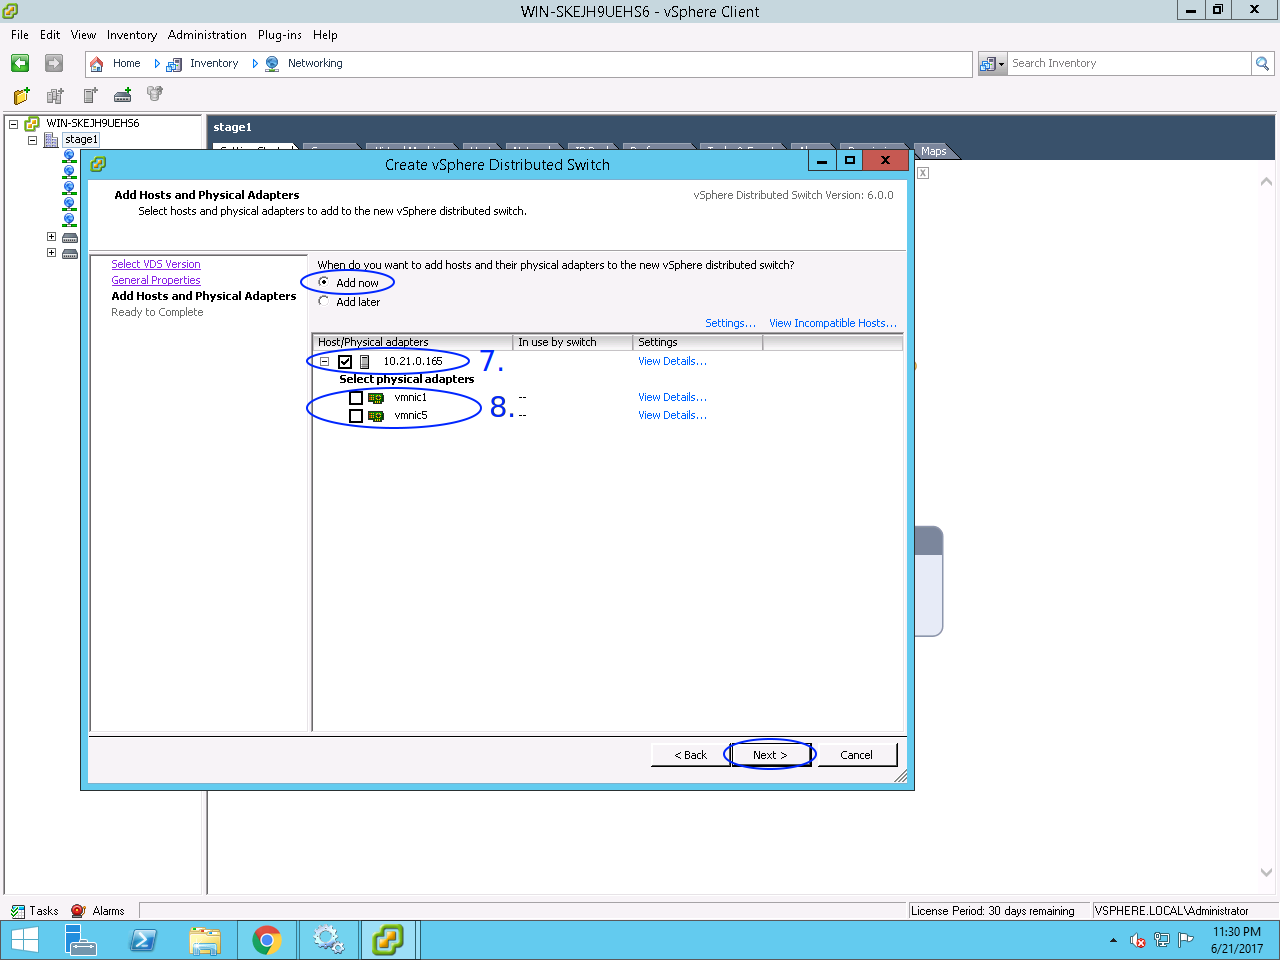 WIN-SKEJH9UEHS6 - vSphere Client
File Edit View Inventory Administration Plug-ins Help
Home Inventory Networking
Search Inventory
WIN-SKEJH9UEHS6
stage1
stage1
Maps
Create vSphere Distributed Switch
Add Hosts and Physical Adapters
vSphere Distributed Switch Version: 6.0.0
Select hosts and physical adapters to add to the new vSphere distributed switch.
Select VDS Version
General Properties
Add Hosts and Physical Adapters
Ready to Complete
When do you want to add hosts and their physical adapters to the new vSphere distributed switch?
Add now
Add later
Settings... View Incompatible Hosts...
Host/Physical adapters In use by switch Settings
10.21.0.165 7. View Details...
Select physical adapters
vmnic1 -- View Details...
8.
vmnic5 -- View Details...
< Back Next > Cancel
Tasks Alarms
License Period: 30 days remaining VSPHERE.LOCAL\Administrator
11:30 PM
6/21/2017